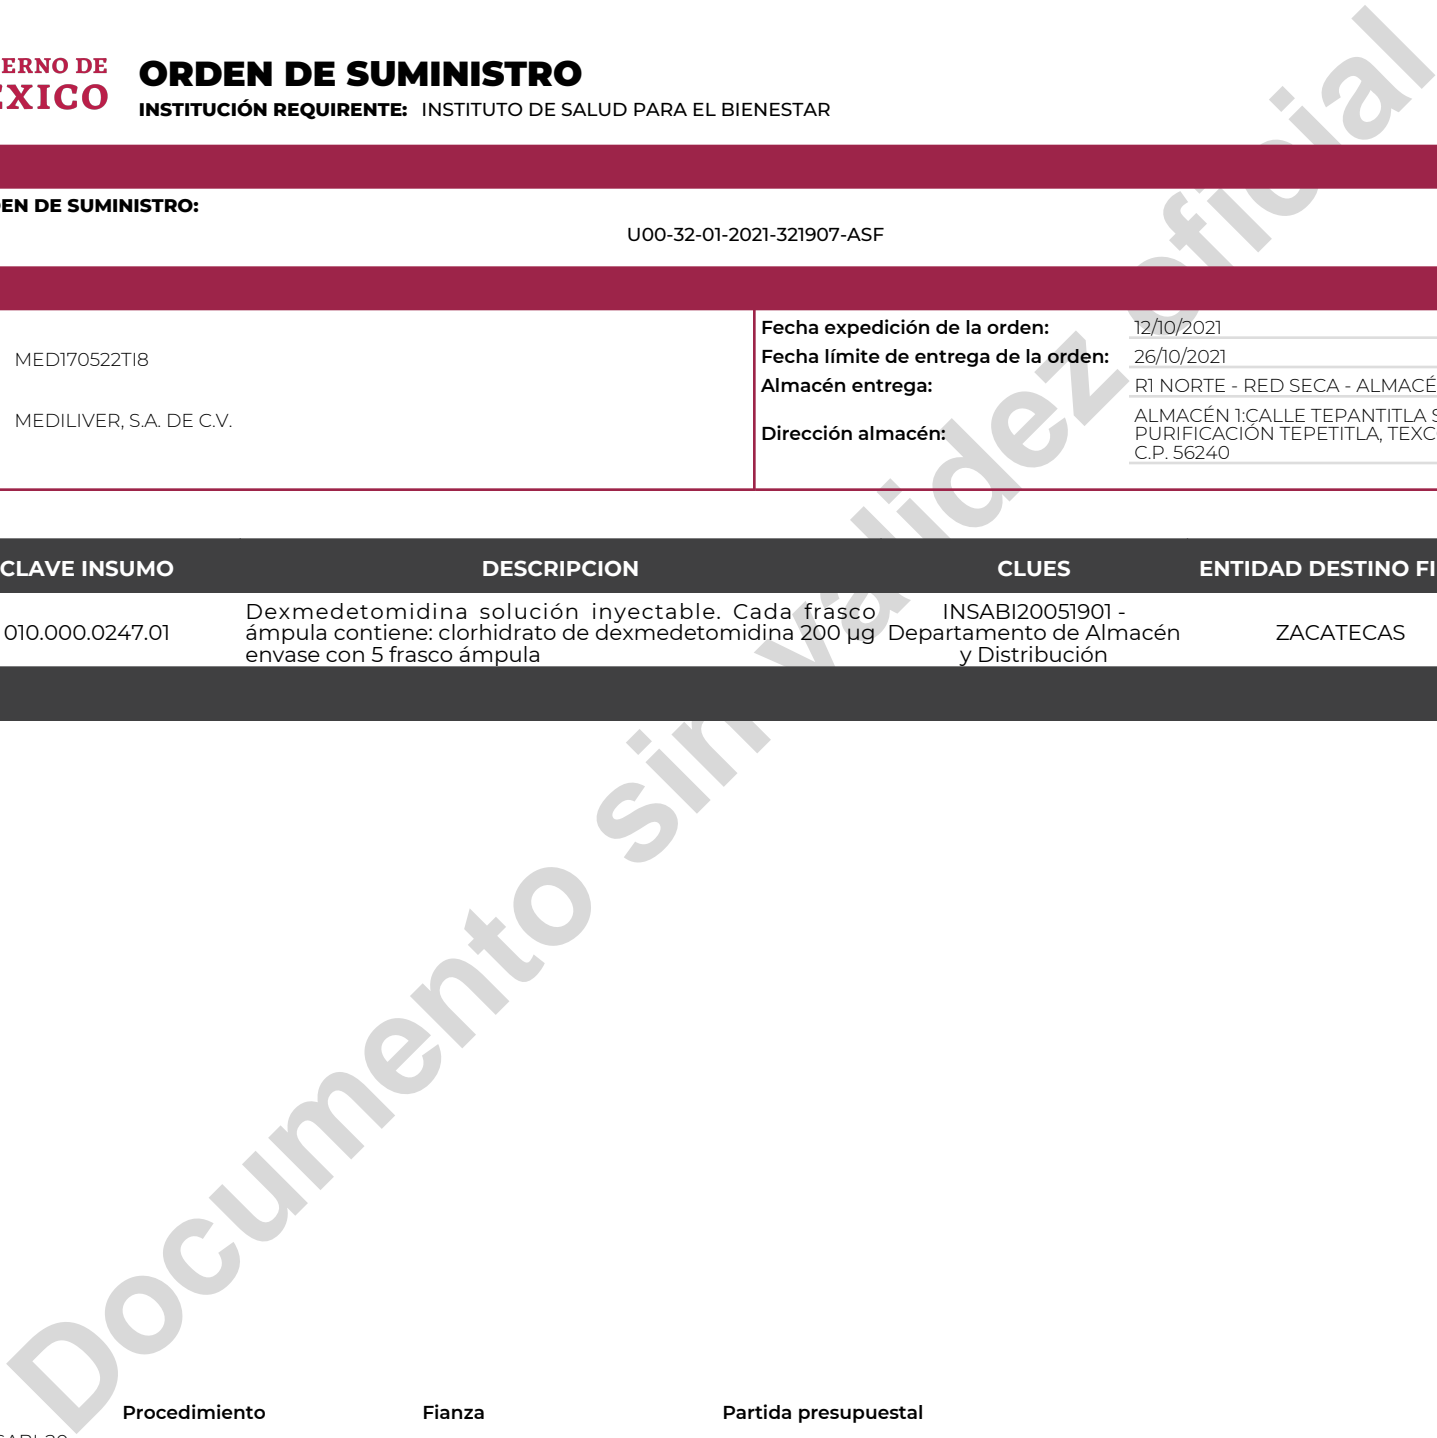 ERNO DE
ÉXICO
ORDEN DE SUMINISTRO
INSTITUCIÓN REQUIRENTE: INSTITUTO DE SALUD PARA EL BIENESTAR
EN DE SUMINISTRO:
U00-32-01-2021-321907-ASF
MED170522TI8
MEDILIVER, S.A. DE C.V.
Fecha expedición de la orden: 12/10/2021
Fecha límite de entrega de la orden: 26/10/2021
Almacén entrega: R1 NORTE - RED SECA - ALMACÉ
Dirección almacén:
ALMACÉN 1:CALLE TEPANTITLA S
PURIFICACIÓN TEPETITLA, TEXC
C.P. 56240
CLAVE INSUMO DESCRIPCION CLUES ENTIDAD DESTINO FI
010.000.0247.01
Dexmedetomidina solución inyectable. Cada frasco
ámpula contiene: clorhidrato de dexmedetomidina 200 µg
envase con 5 frasco ámpula
INSABI20051901 -
Departamento de Almacén
y Distribución
ZACATECAS
Procedimiento Fianza Partida presupuestal
Documento sin validez oficial